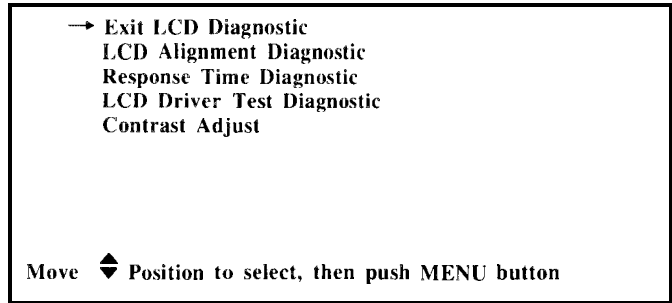 → Exit LCD Diagnostic
LCD Alignment Diagnostic
Response Time Diagnostic
LCD Driver Test Diagnostic
Contrast Adjust
Move ▲▼ Position to select, then push MENU button